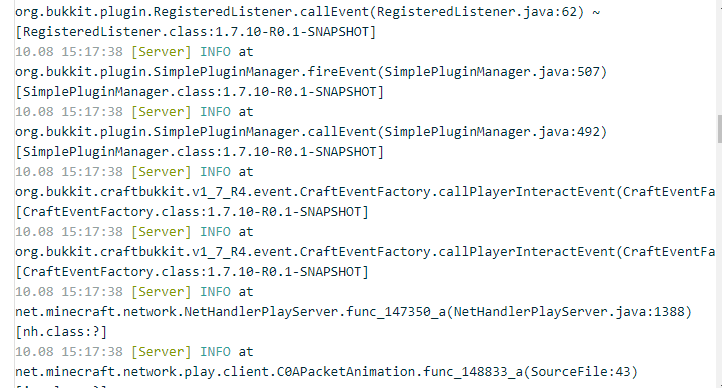 org.bukkit.plugin.RegisteredListener.callEvent(RegisteredListener.java:62) ~
[RegisteredListener.class:1.7.10-R0.1-SNAPSHOT]
10.08 15:17:38 [Server] INFO at
org.bukkit.plugin.SimplePluginManager.fireEvent(SimplePluginManager.java:507)
[SimplePluginManager.class:1.7.10-R0.1-SNAPSHOT]
10.08 15:17:38 [Server] INFO at
org.bukkit.plugin.SimplePluginManager.callEvent(SimplePluginManager.java:492)
[SimplePluginManager.class:1.7.10-R0.1-SNAPSHOT]
10.08 15:17:38 [Server] INFO at
org.bukkit.craftbukkit.v1_7_R4.event.CraftEventFactory.callPlayerInteractEvent(CraftEventFa
[CraftEventFactory.class:1.7.10-R0.1-SNAPSHOT]
10.08 15:17:38 [Server] INFO at
org.bukkit.craftbukkit.v1_7_R4.event.CraftEventFactory.callPlayerInteractEvent(CraftEventFa
[CraftEventFactory.class:1.7.10-R0.1-SNAPSHOT]
10.08 15:17:38 [Server] INFO at
net.minecraft.network.NetHandlerPlayServer.func_147350_a(NetHandlerPlayServer.java:1388)
[nh.class:?]
10.08 15:17:38 [Server] INFO at
net.minecraft.network.play.client.C0APacketAnimation.func_148833_a(SourceFile:43)